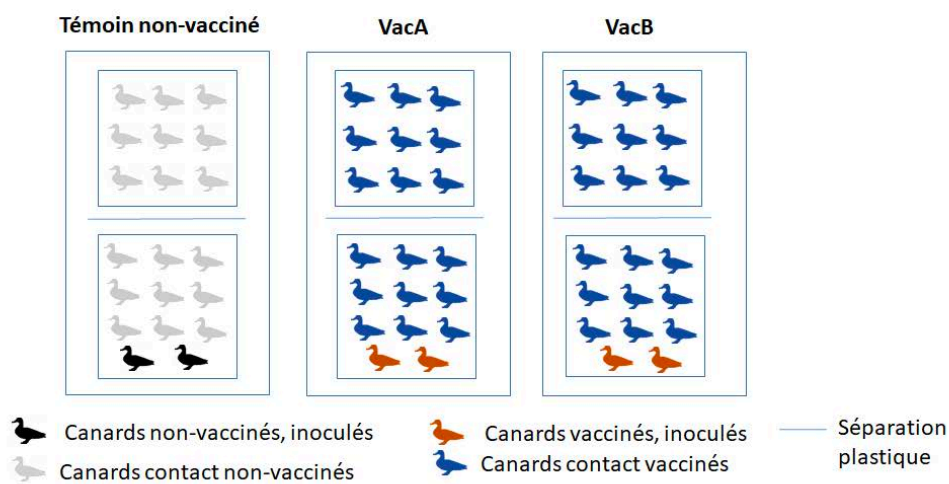 Témoin non-vacciné
VacA
VacB
Canards non-vaccinés, inoculés
Canards vaccinés, inoculés
Séparation
plastique
Canards contact non-vaccinés
Canards contact vaccinés